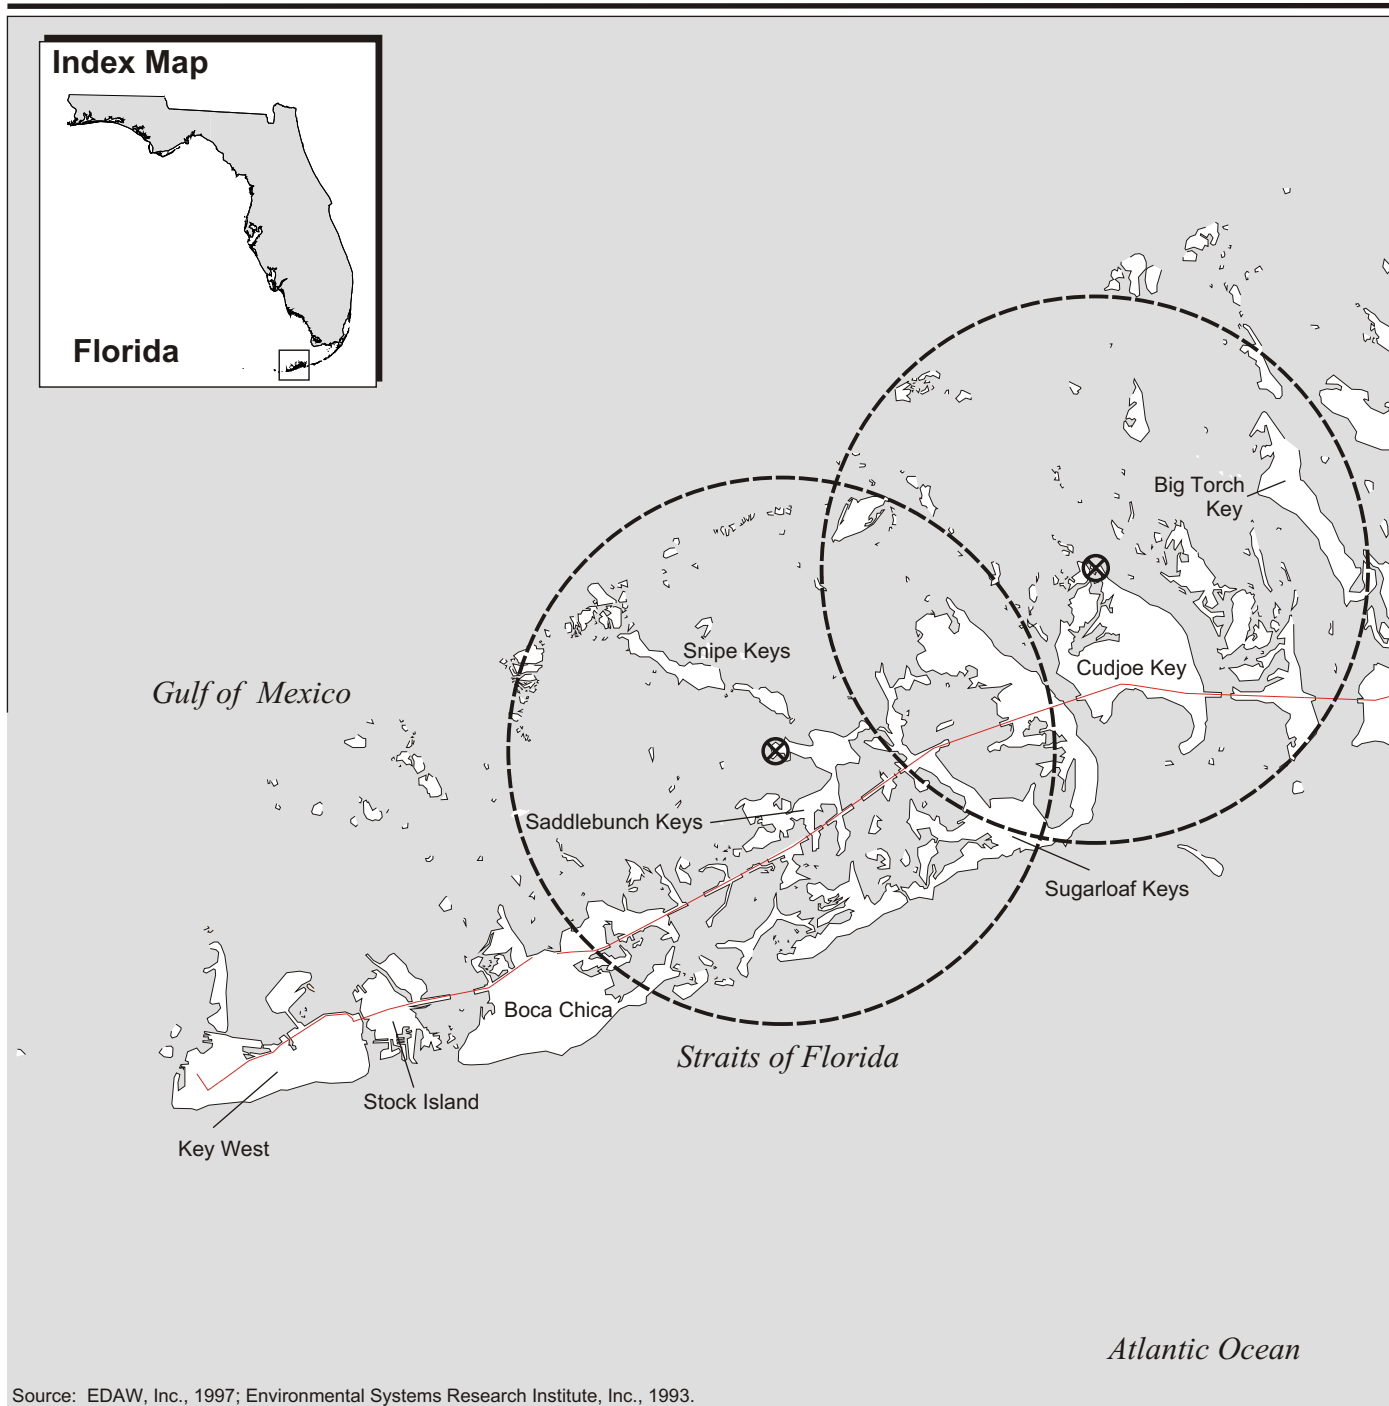 Index Map
Florida
Big Torch
Key
Snipe Keys
Cudjoe Key
Gulf of Mexico
Saddlebunch Keys
Sugarloaf Keys
Boca Chica
Straits of Florida
Stock Island
Key West
Atlantic Ocean
Source: EDAW, Inc., 1997; Environmental Systems Research Institute, Inc., 1993.